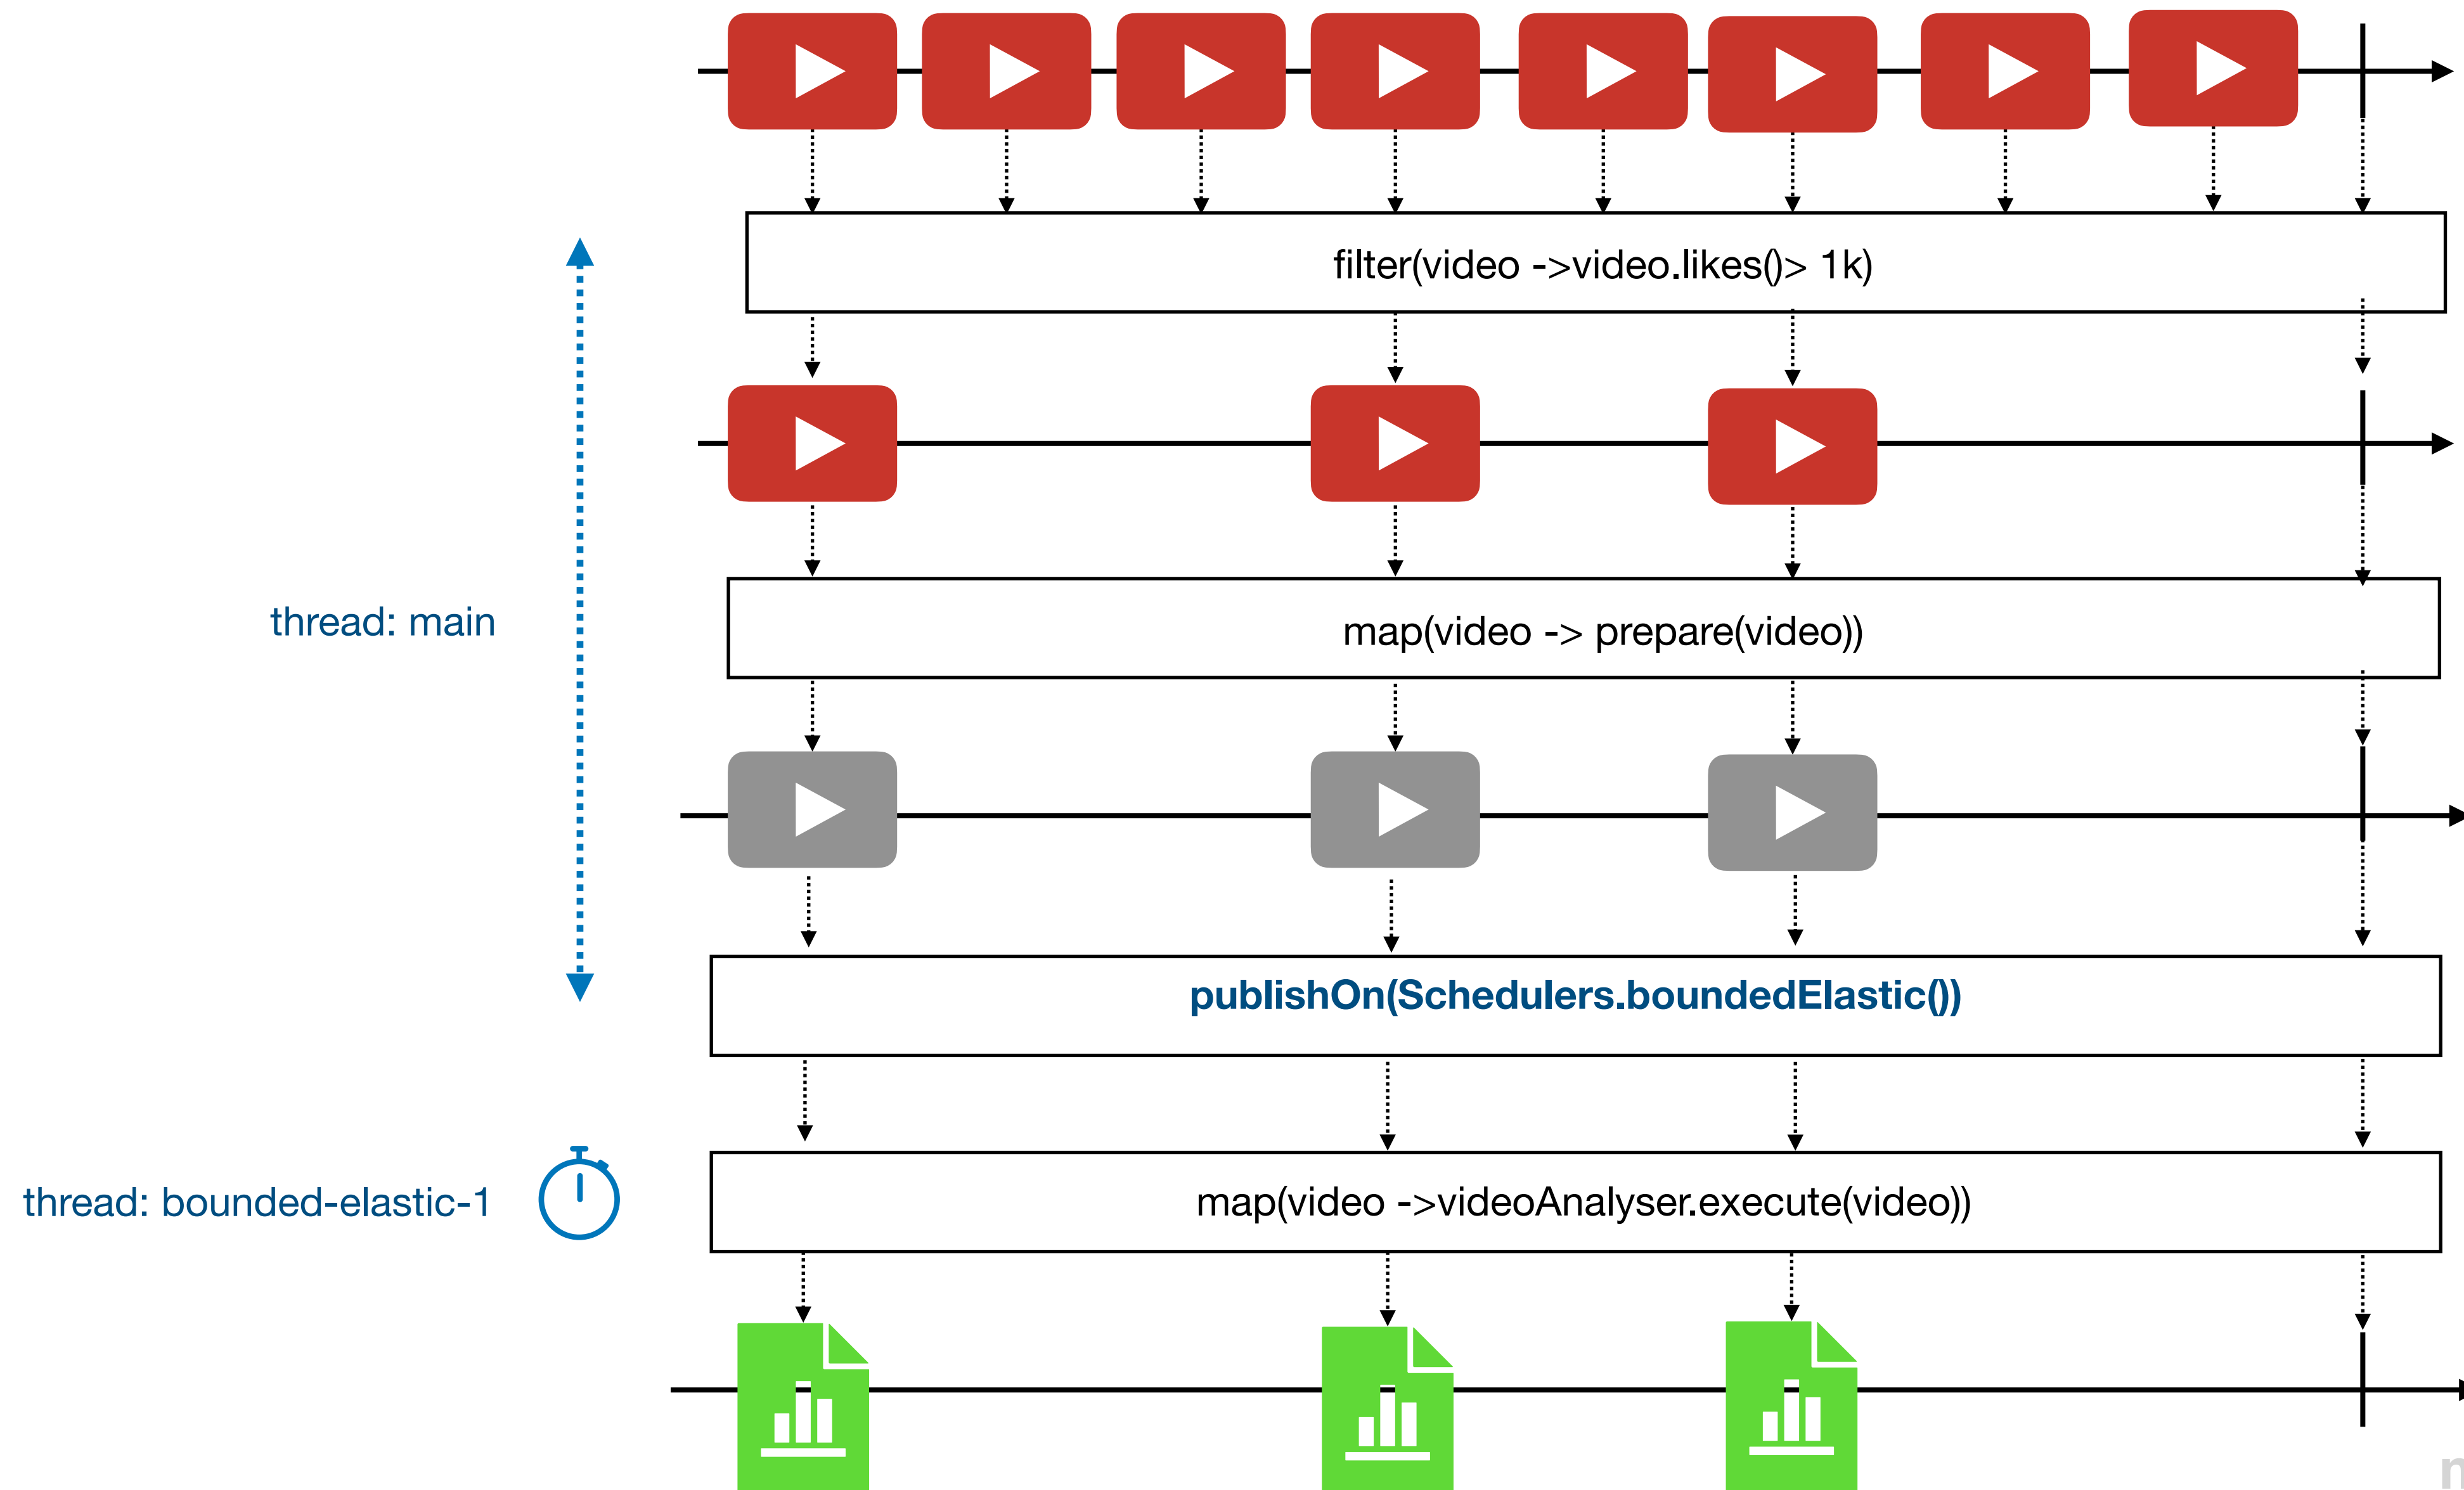 filter(video ->video.likes()> 1k)
thread: main
map(video -> prepare(video))
publishOn(Schedulers.boundedElastic())
thread: bounded-elastic-1
map(video ->videoAnalyser.execute(video))